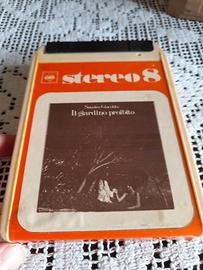 CBS stereo 8
Sandro Giacobbe
Il giardino proibito